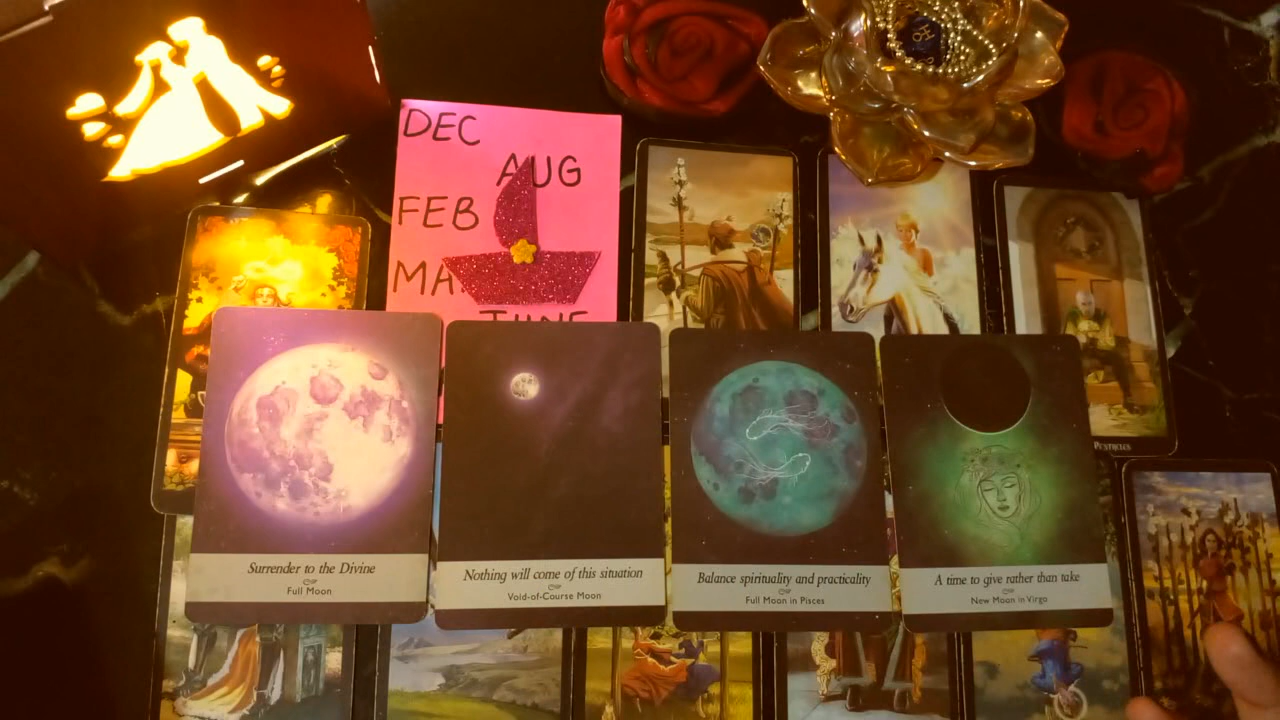 DEC
AUG
FEB
MA
JUNE
PENTACLES
Surrender to the Divine
Full Moon
Nothing will come of this situation
Void-of-Course Moon
Balance spirituality and practicality
Full Moon in Pisces
A time to give rather than take
New Moon in Virgo